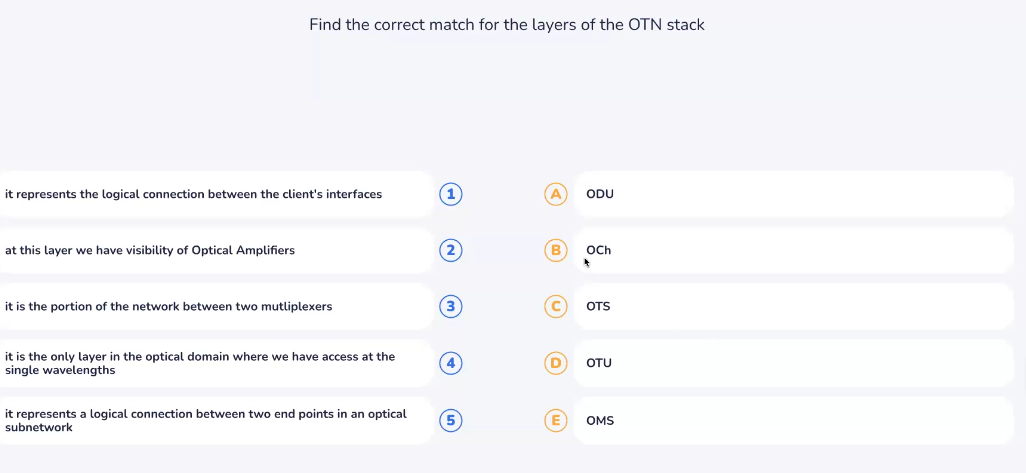 Find the correct match for the layers of the OTN stack
it represents the logical connection between the client's interfaces
1
A
ODU
at this layer we have visibility of Optical Amplifiers
2
B
OCh
it is the portion of the network between two mutliplexers
3
C
OTS
it is the only layer in the optical domain where we have access at the
single wavelengths
4
D
OTU
it represents a logical connection between two end points in an optical
subnetwork
5
E
OMS